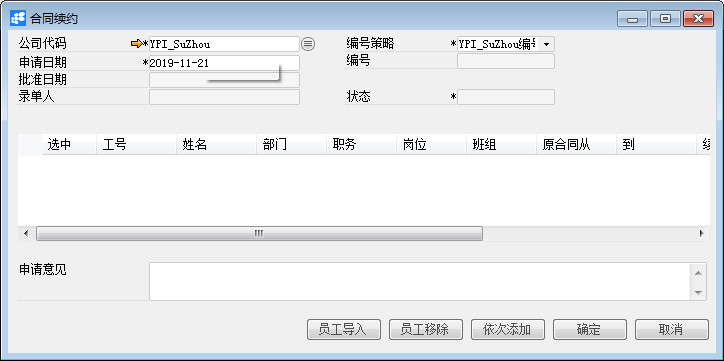 合同续约
公司代码 *YPI_SuZhou 编号策略 *YPI_SuZhou编号
申请日期 *2019-11-21 编号
批准日期
录单人 状态 *
选中 工号 姓名 部门 职务 岗位 班组 原合同从 到
申请意见
员工导入 员工移除 依次添加 确定 取消